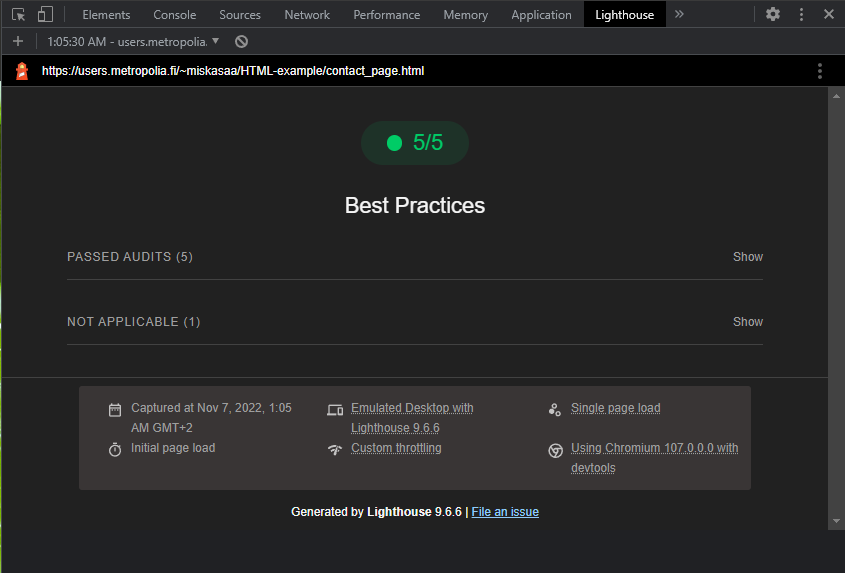 Elements Console Sources Network Performance Memory Application Lighthouse »
1:05:30 AM - users.metropolia.
https://users.metropolia.fi/~miskasaa/HTML-example/contact_page.html
5/5
Best Practices
PASSED AUDITS (5) Show
NOT APPLICABLE (1) Show
Captured at Nov 7, 2022, 1:05
AM GMT+2
Emulated Desktop with
Lighthouse 9.6.6
Single page load
Initial page load
Custom throttling
Using Chromium 107.0.0.0 with
devtools
Generated by Lighthouse 9.6.6 | File an issue